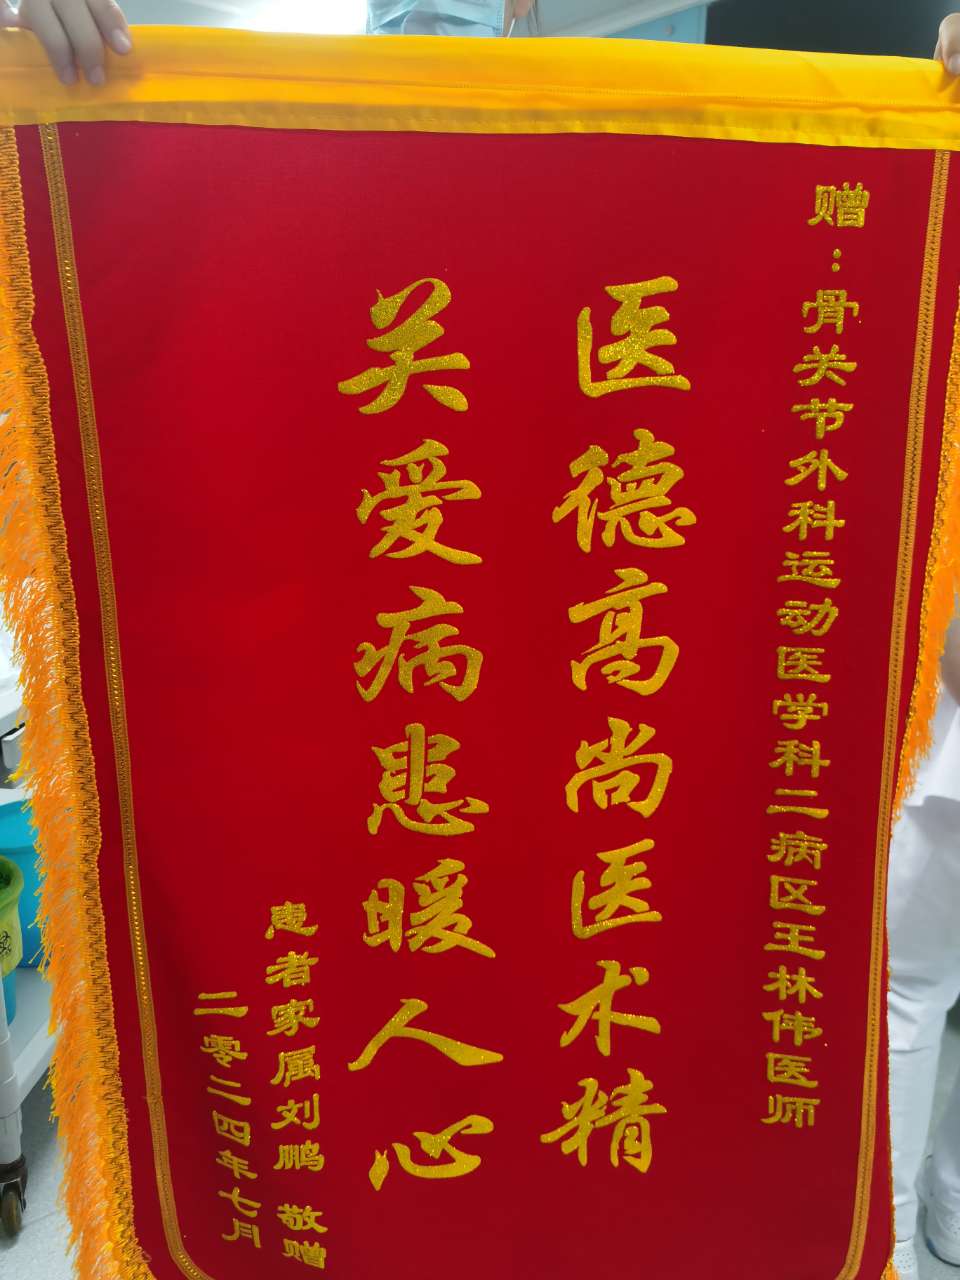 赠:骨关节外科运动医学科二病区王林伟医师
医德高尚医术精
关爱病患暖人心
患者家属刘鹏 敬赠
二零二四年七月